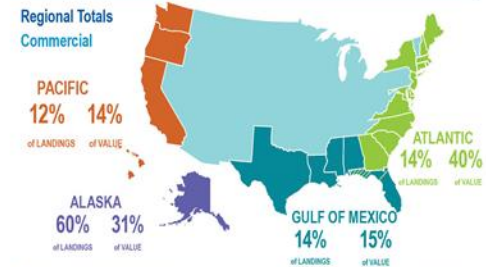 Regional Totals
Commercial
PACIFIC
12% 14%
of LANDINGS of VALUE
ATLANTIC
14% 40%
of LANDINGS of VALUE
ALASKA
60% 31%
of LANDINGS of VALUE
GULF OF MEXICO
14% 15%
of LANDINGS of VALUE